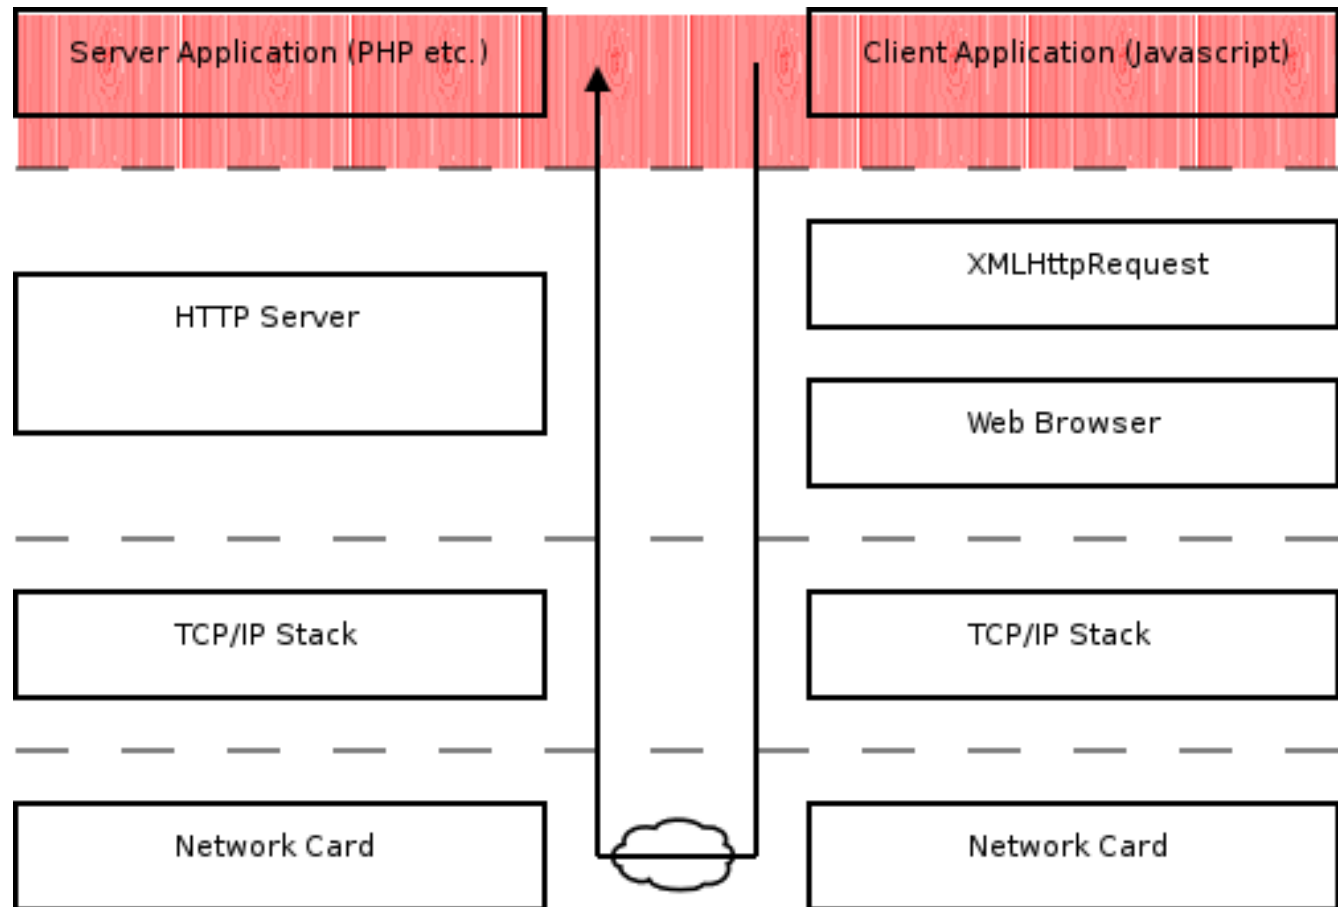 Server Application (PHP etc.)
Client Application (Javascript)
XMLHttpRequest
HTTP Server
Web Browser
TCP/IP Stack
TCP/IP Stack
Network Card
Network Card